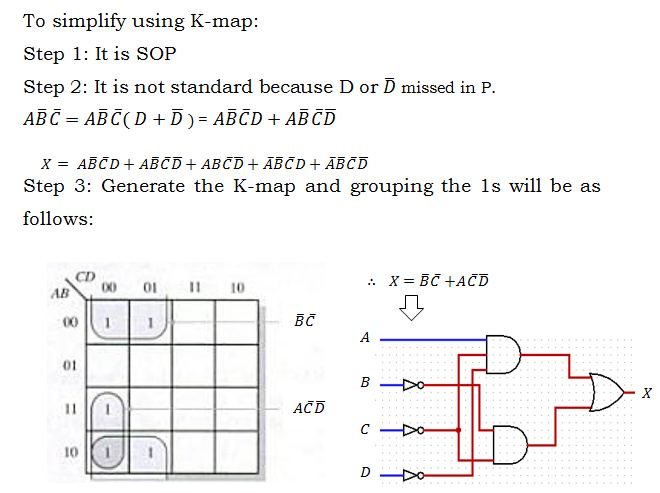 To simplify using K-map:
Step 1: It is SOP
Step 2: It is not standard because D or D̄ missed in P.
AB̄C̄ = AB̄C̄( D + D̄ ) = AB̄C̄D + AB̄C̄D̄
X = AB̄C̄D + AB̄C̄D̄ + ABC̄D̄ + ĀB̄C̄D + ĀB̄C̄D̄
Step 3: Generate the K-map and grouping the 1s will be as
follows:
CD
AB
00 01 11 10
00 1 1 B̄C̄
01
11 1 AC̄D̄
10 1 1
∴ X = B̄C̄ +AC̄D̄
A
B
C
D
X